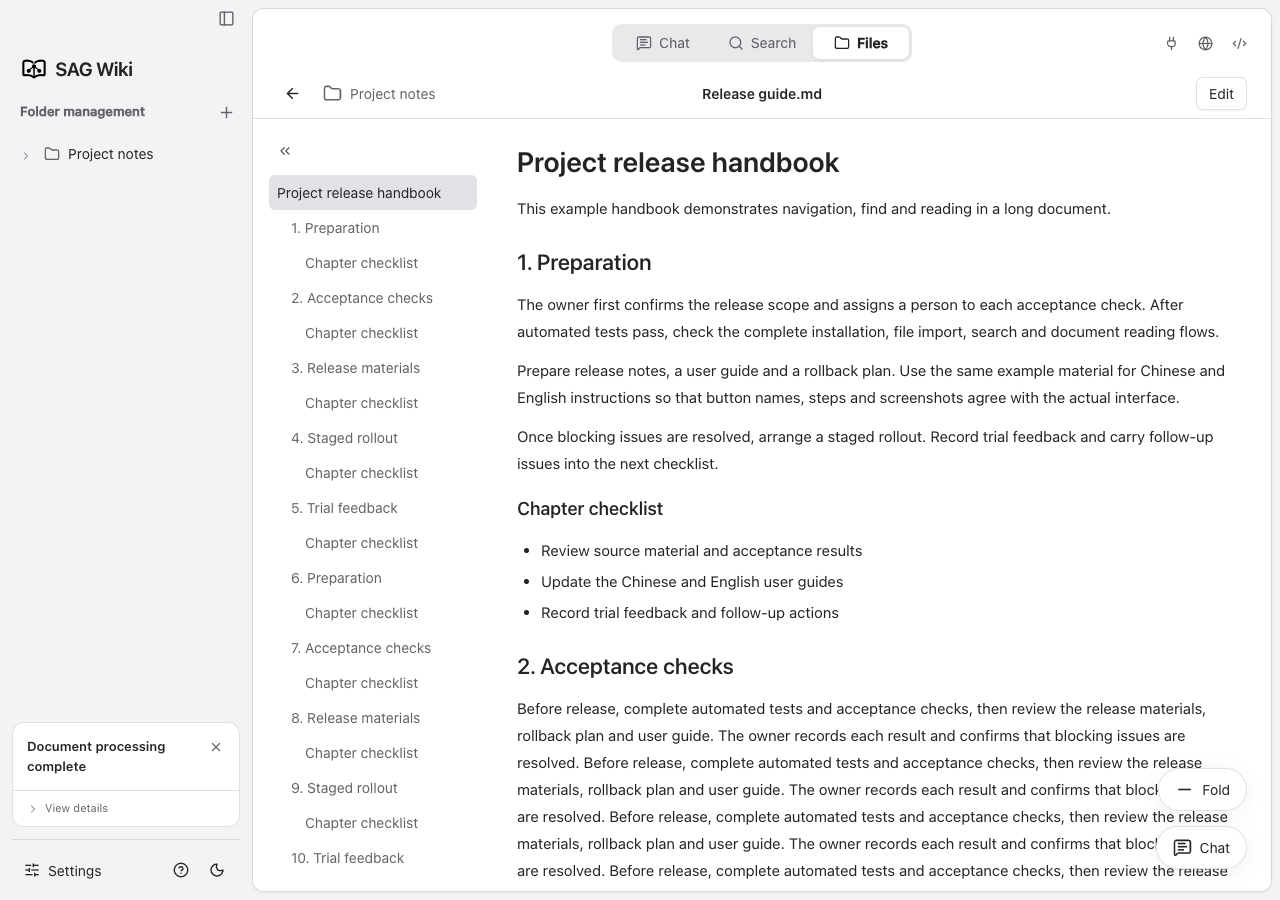 SAG Wiki
Folder management
Project notes
Document processing
complete
View details
Settings
Chat
Search
Files
Project notes
Release guide.md
Edit
Project release handbook
1. Preparation
Chapter checklist
2. Acceptance checks
Chapter checklist
3. Release materials
Chapter checklist
4. Staged rollout
Chapter checklist
5. Trial feedback
Chapter checklist
6. Preparation
Chapter checklist
7. Acceptance checks
Chapter checklist
8. Release materials
Chapter checklist
9. Staged rollout
Chapter checklist
10. Trial feedback
Project release handbook
This example handbook demonstrates navigation, find and reading in a long document.
1. Preparation
The owner first confirms the release scope and assigns a person to each acceptance check. After
automated tests pass, check the complete installation, file import, search and document reading flows.
Prepare release notes, a user guide and a rollback plan. Use the same example material for Chinese and
English instructions so that button names, steps and screenshots agree with the actual interface.
Once blocking issues are resolved, arrange a staged rollout. Record trial feedback and carry follow-up
issues into the next checklist.
Chapter checklist
• Review source material and acceptance results
• Update the Chinese and English user guides
• Record trial feedback and follow-up actions
2. Acceptance checks
Before release, complete automated tests and acceptance checks, then review the release materials,
rollback plan and user guide. The owner records each result and confirms that blocking issues are
resolved. Before release, complete automated tests and acceptance checks, then review the release
materials, rollback plan and user guide. The owner records each result and confirms that
are resolved. Before release, complete automated tests and acceptance checks, then review the release
materials, rollback plan and user guide. The owner records each result and confirms that
are resolved. Before release, complete automated tests and acceptance checks, then review the release
Fold
Chat